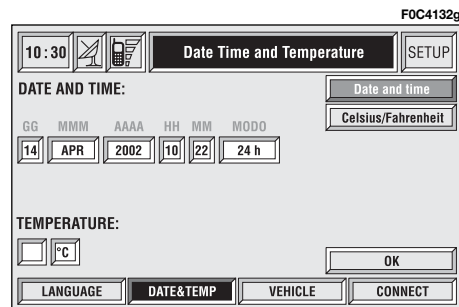 F0C4132g
10:30 Date Time and Temperature SETUP
DATE AND TIME: Date and time
Celsius/Fahrenheit
GG MMM AAAA HH MM MODO
14 APR 2002 10 22 24 h
TEMPERATURE:
°C
OK
LANGUAGE DATE&TEMP VEHICLE CONNECT